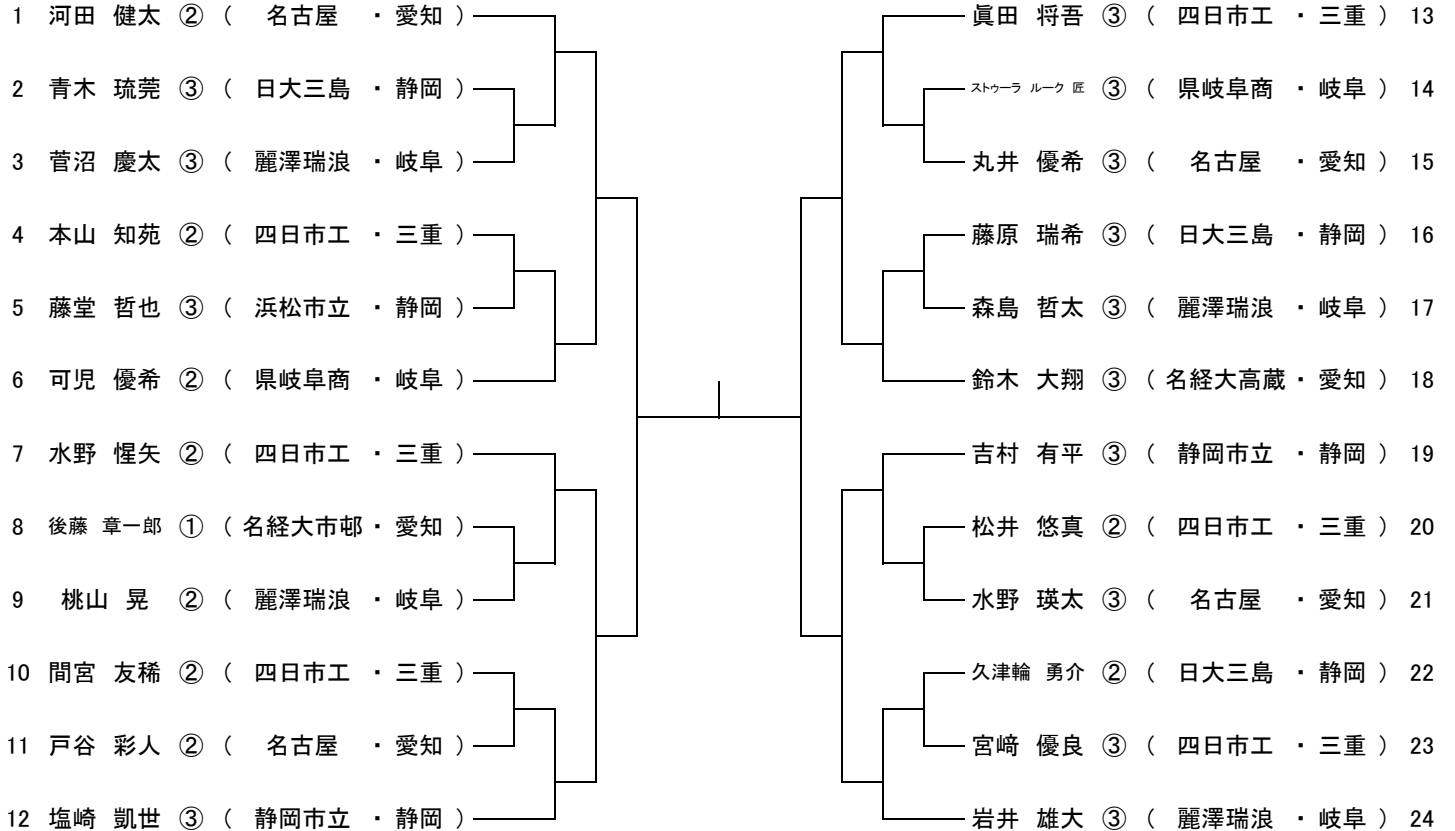 1 河田 健太 ② ( 名古屋 ・ 愛知 )
2 青木 琉莞 ③ ( 日大三島 ・ 静岡 )
3 菅沼 慶太 ③ ( 麗澤瑞浪 ・ 岐阜 )
4 本山 知苑 ② ( 四日市工 ・ 三重 )
5 藤堂 哲也 ③ ( 浜松市立 ・ 静岡 )
6 可児 優希 ② ( 県岐阜商 ・ 岐阜 )
7 水野 惺矢 ② ( 四日市工 ・ 三重 )
8 後藤 章一郎 ① ( 名経大市邨 ・ 愛知 )
9 桃山 晃 ② ( 麗澤瑞浪 ・ 岐阜 )
10 間宮 友稀 ② ( 四日市工 ・ 三重 )
11 戸谷 彩人 ② ( 名古屋 ・ 愛知 )
12 塩崎 凱世 ③ ( 静岡市立 ・ 静岡 )
眞田 将吾 ③ ( 四日市工 ・ 三重 ) 13
ストゥーラ ルーク 匠 ③ ( 県岐阜商 ・ 岐阜 ) 14
丸井 優希 ③ ( 名古屋 ・ 愛知 ) 15
藤原 瑞希 ③ ( 日大三島 ・ 静岡 ) 16
森島 哲太 ③ ( 麗澤瑞浪 ・ 岐阜 ) 17
鈴木 大翔 ③ ( 名経大高蔵 ・ 愛知 ) 18
吉村 有平 ③ ( 静岡市立 ・ 静岡 ) 19
松井 悠真 ② ( 四日市工 ・ 三重 ) 20
水野 瑛太 ③ ( 名古屋 ・ 愛知 ) 21
久津輪 勇介 ② ( 日大三島 ・ 静岡 ) 22
宮﨑 優良 ③ ( 四日市工 ・ 三重 ) 23
岩井 雄大 ③ ( 麗澤瑞浪 ・ 岐阜 ) 24